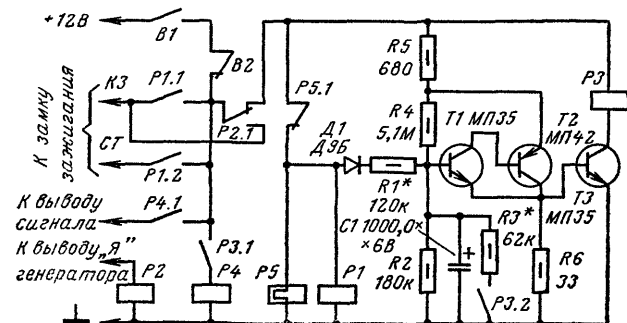 +12В
В1
В2
К замку
зажигания
КЗ
Р1.1
Р2.1
СТ
Р1.2
К выводу
сигнала
Р4.1
К выводу „Я"
генератора
Р2
Р3.1
Р4
Р5.1
Р5
Р1
Д1
Д9Б
R1*
120к
С1 1000,0×
×6В
R2
180к
R5
680
R4
5,1М
Т1 МП35
Т2
МП42
Р3
Т3
МП35
R3*
62к
Р3.2
R6
33